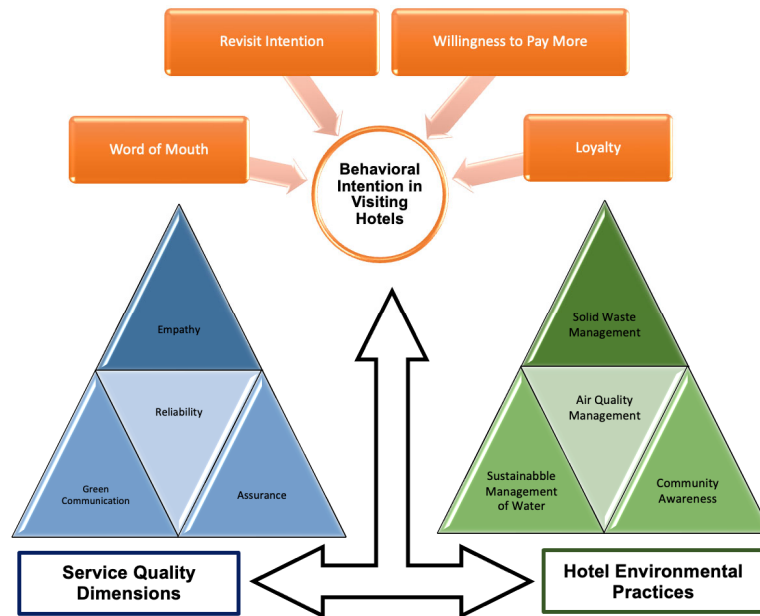 Revisit Intention
Willingness to Pay More
Word of Mouth
Loyalty
Behavioral
Intention in
Visiting
Hotels
Empathy
Reliability
Green
Communication
Assurance
Solid Waste
Management
Air Quality
Management
Sustainabble
Management
of Water
Community
Awareness
Service Quality
Dimensions
Hotel Environmental
Practices